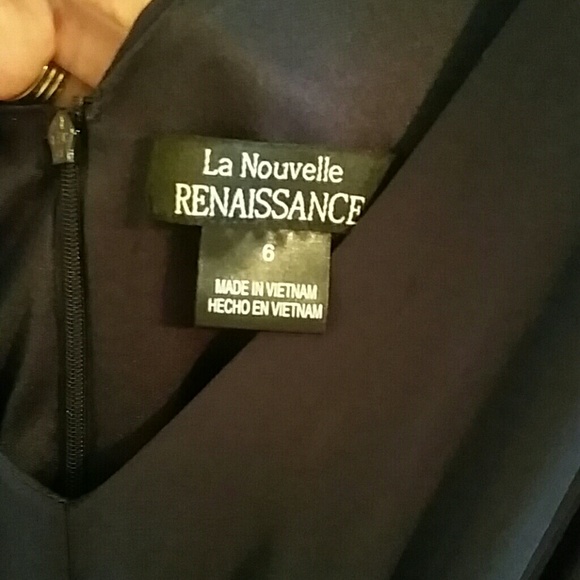 La Nouvelle
RENAISSANCE
6
MADE IN VIETNAM
HECHO EN VIETNAM